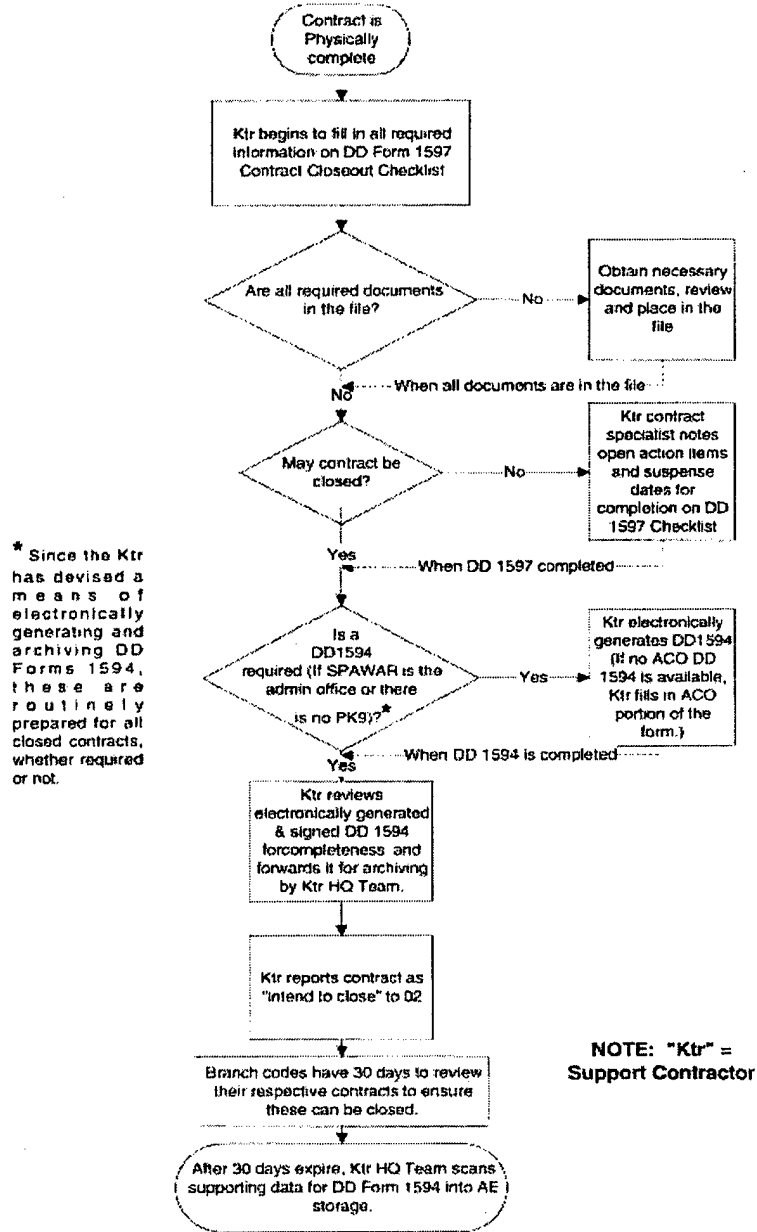 Contract is
Physically
complete
Ktr begins to fill in all required
information on DD Form 1597
Contract Closeout Checklist
Are all required documents
in the file?
No
Obtain necessary
documents, review
and place in the
file
When all documents are in the file
No
May contract be
closed?
No
Ktr contract
specialist notes
open action items
and suspense
dates for
completion on DD
1597 Checklist
Yes
When DD 1597 completed
* Since the Ktr
has devised a
means of
electronically
generating and
archiving DD
Forms 1594,
these are
routinely
prepared for all
closed contracts,
whether required
or not.
Is a
DD1594
required (If SPAWAR is the
admin office or there
is no PK9)?*
Yes
Ktr electronically
generates DD1594
(If no ACO DD
1594 is available,
Ktr fills in ACO
portion of the
form.)
When DD 1594 is completed
Yes
Ktr reviews
electronically generated
& signed DD 1594
forcompleteness and
forwards it for archiving
by Ktr HQ Team.
Ktr reports contract as
"intend to close" to 02
NOTE: "Ktr" =
Support Contractor
Branch codes have 30 days to review
their respective contracts to ensure
these can be closed.
After 30 days expire, Ktr HQ Team scans
supporting data for DD Form 1594 into AE
storage.